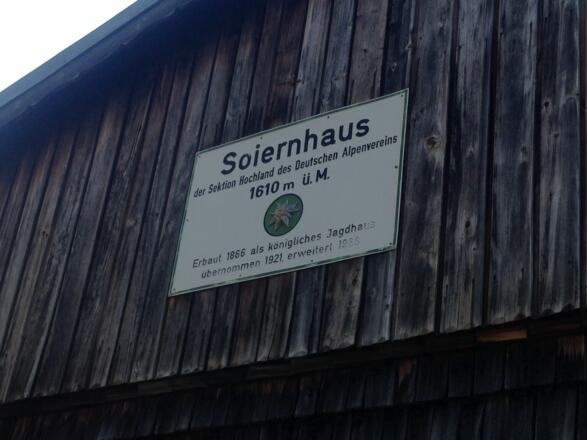 Soiernhaus
der Sektion Hochland des Deutschen Alpenvereins
1610 m ü. M.
Erbaut 1866 als königliches Jagdhaus
übernommen 1921, erweitert